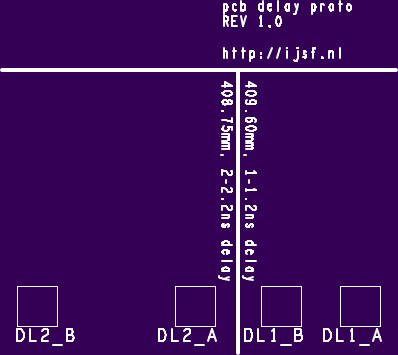 pcb delay proto
REV 1.0
http://ijsf.nl
408.75mm, 2-2.2ns delay
409.60mm, 1-1.2ns delay
DL2_B
DL2_A
DL1_B
DL1_A